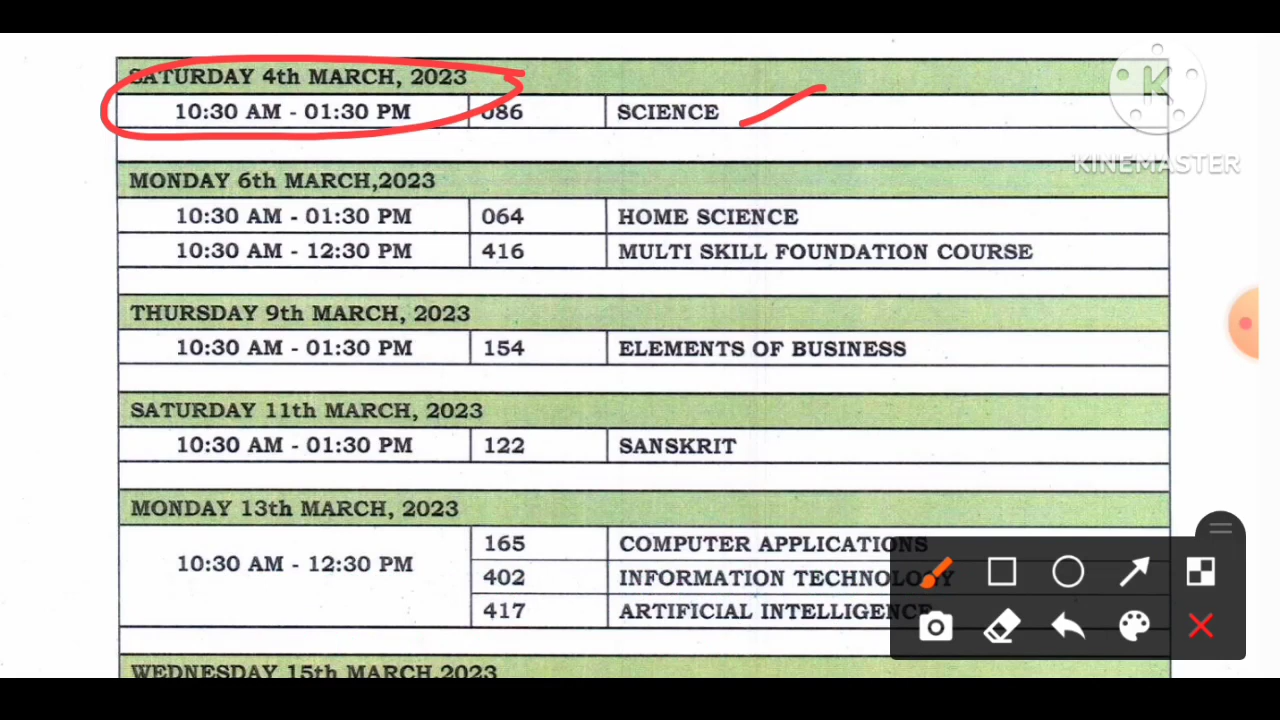 SATURDAY 4th MARCH, 2023
10:30 AM - 01:30 PM 086 SCIENCE
K
KINEMASTER
MONDAY 6th MARCH,2023
10:30 AM - 01:30 PM 064 HOME SCIENCE
10:30 AM - 12:30 PM 416 MULTI SKILL FOUNDATION COURSE
THURSDAY 9th MARCH, 2023
10:30 AM - 01:30 PM 154 ELEMENTS OF BUSINESS
SATURDAY 11th MARCH, 2023
10:30 AM - 01:30 PM 122 SANSKRIT
MONDAY 13th MARCH, 2023
10:30 AM - 12:30 PM 165 COMPUTER APPLICATIONS
402 INFORMATION TECHNOLOGY
417 ARTIFICIAL INTELLIGENCE
WEDNESDAY 15th MARCH,2023